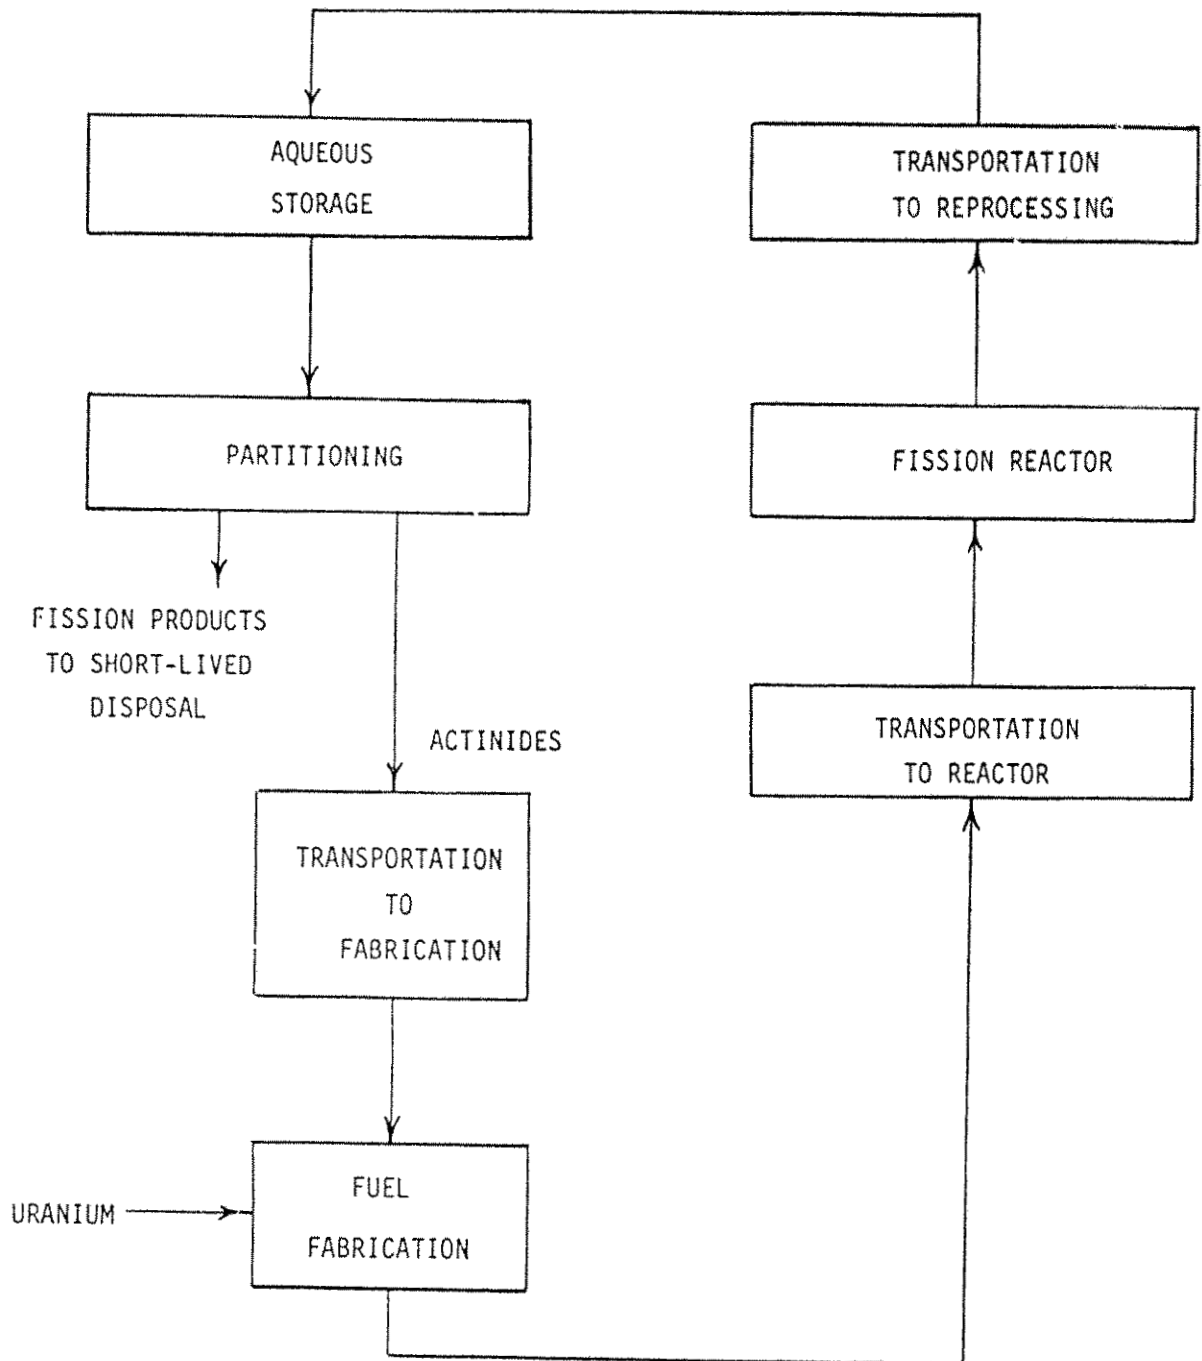 AQUEOUS
STORAGE
TRANSPORTATION
TO REPROCESSING
PARTITIONING
FISSION REACTOR
FISSION PRODUCTS
TO SHORT-LIVED
DISPOSAL
ACTINIDES
TRANSPORTATION
TO REACTOR
TRANSPORTATION
TO
FABRICATION
URANIUM
FUEL
FABRICATION